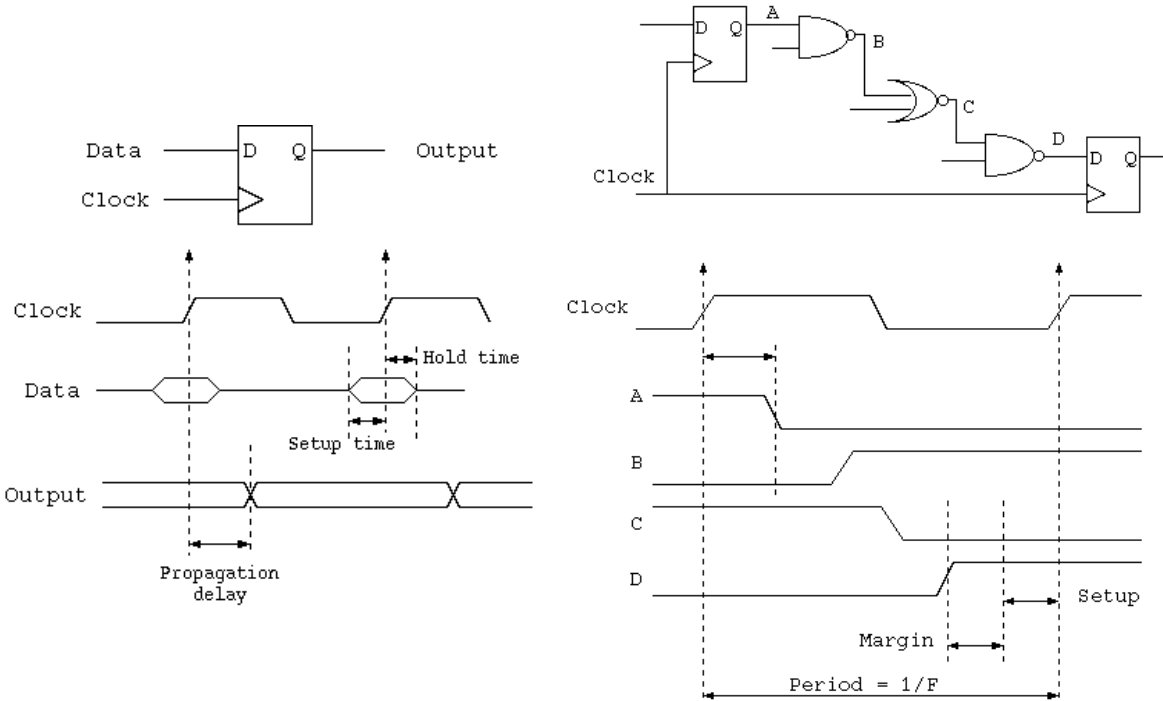 D Q
Data
Output
Clock
Clock
Hold time
Data
Setup time
Output
Propagation
delay
D Q
A
B
C
D
D Q
Clock
Clock
A
B
C
D
Setup
Margin
Period = 1/F